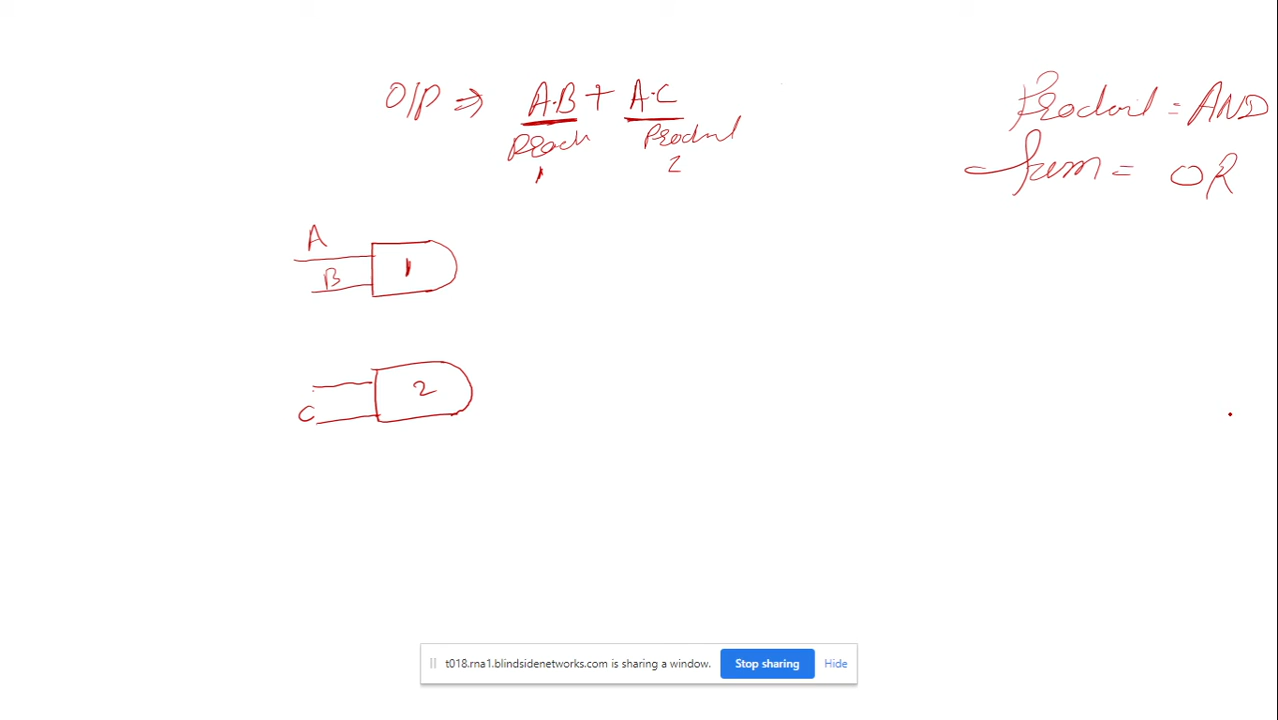 O/P ⇒ A·B + A·C
Product
1 2
Product = AND
Sum = OR
A
B
1
2
C
t018.rna1.blindsidenetworks.com is sharing a window.
Stop sharing
Hide